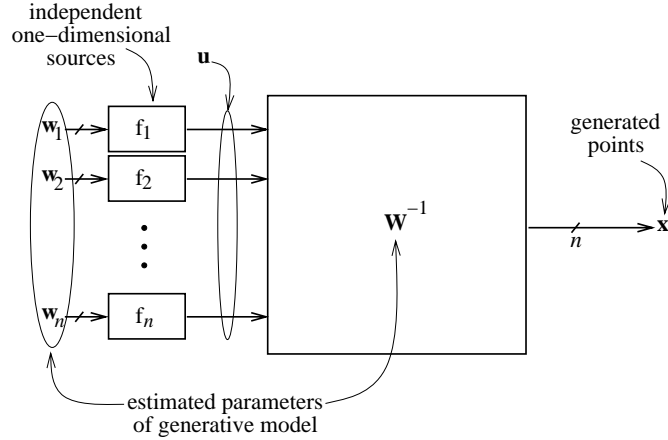 independent
one−dimensional
sources
u
w1
f1
w2
f2
wn
fn
W−1
n
x
generated
points
estimated parameters
of generative model